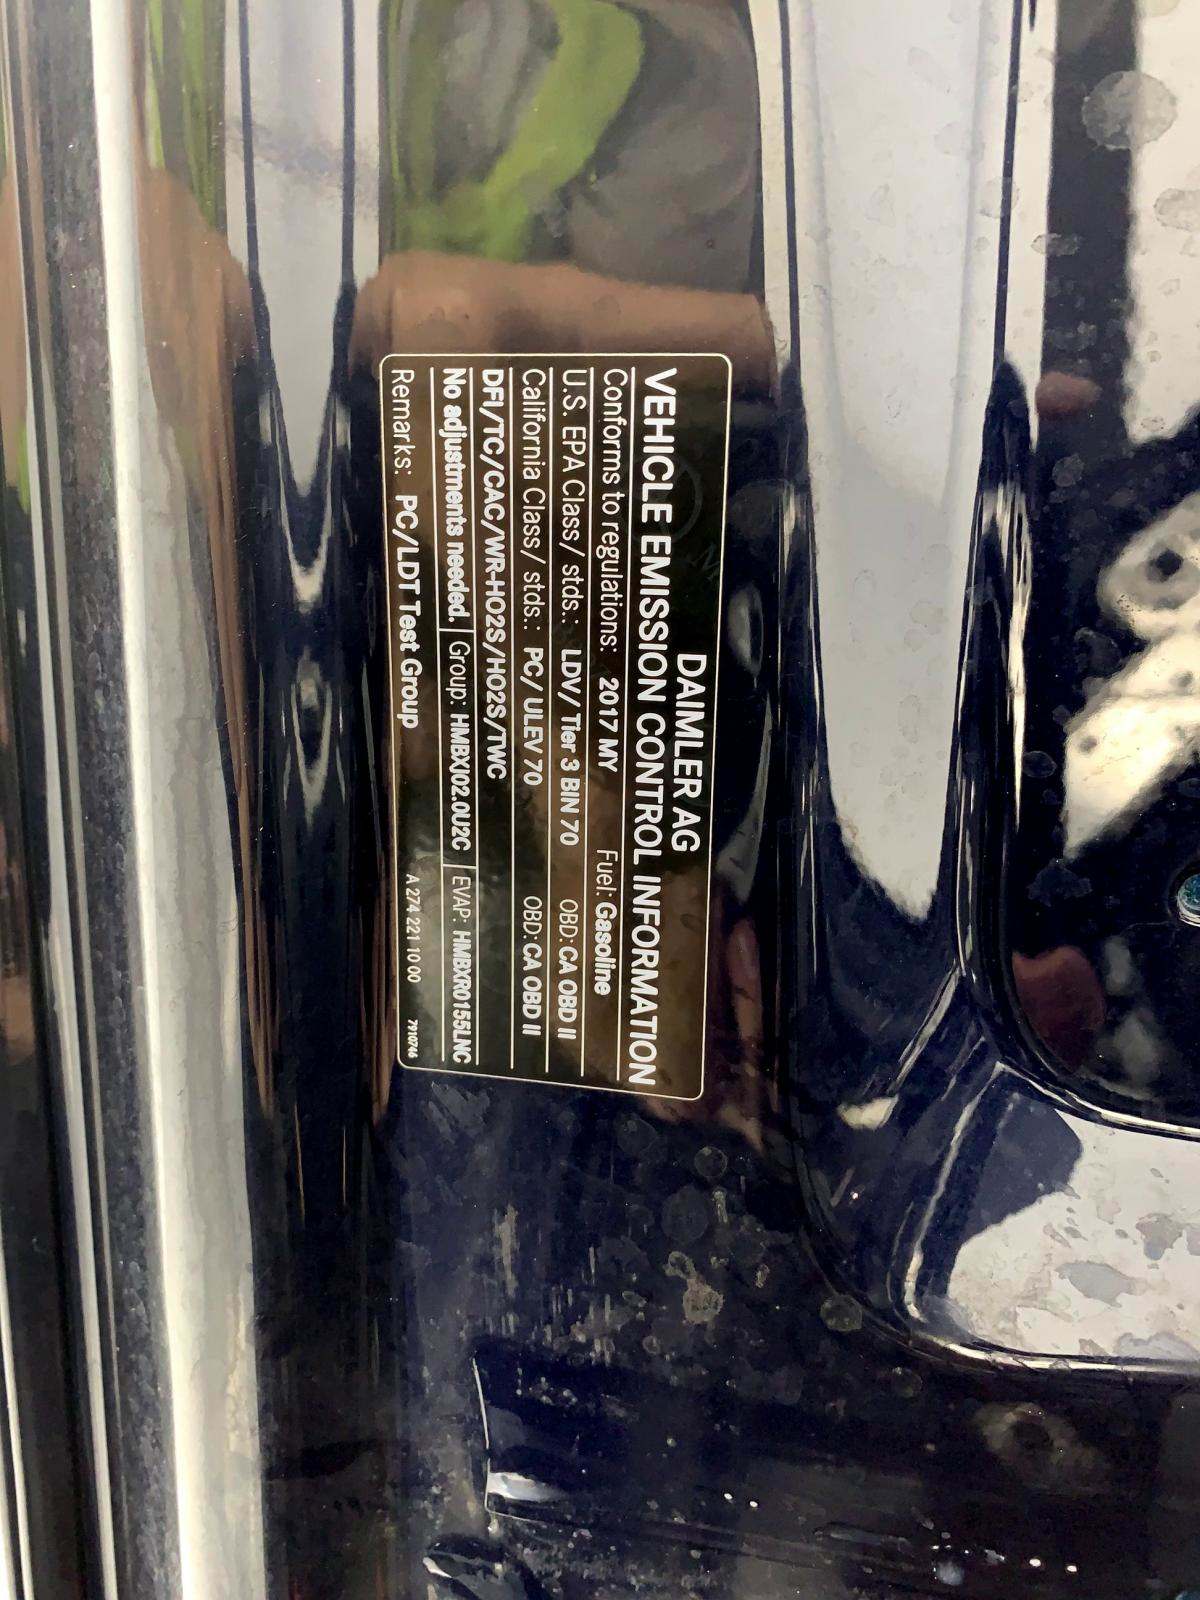 DAIMLER AG
VEHICLE EMISSION CONTROL INFORMATION
Conforms to regulations: 2017 MY Fuel: Gasoline
U.S. EPA Class/ stds.: LDV/ Tier 3 BIN 70 OBD: CA OBD II
California Class/ stds.: PC/ ULEV 70 OBD: CA OBD II
DFI/TC/CAC/WR-HO2S/HO2S/TWC
No adjustments needed. Group: HMBXJ02.0U2C EVAP: HMBXR0155LNC
Remarks: PC/LDT Test Group A 274 221 10 00 7910746